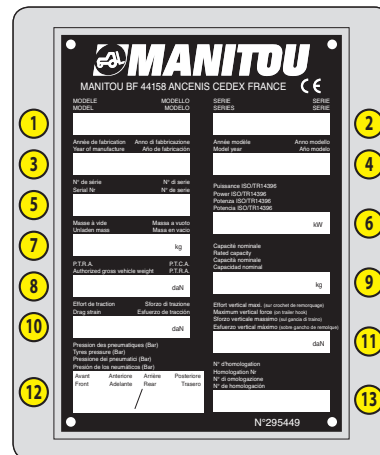 MANITOU
MANITOU BF 44158 ANCENIS CEDEX FRANCE CE
MODELE MODELLO
MODEL MODELO
1
SERIE SERIE
SERIES SERIE
2
Année de fabrication Anno di fabbricazione
Year of manufacture Año de fabricación
3
Année modèle Anno modello
Model year Año modelo
4
N° de série N° di serie
Serial Nr N° de serie
5
Puissance ISO/TR14396
Power ISO/TR14396
Potenza ISO/TR14396
Potencia ISO/TR14396
kW
6
Masse à vide Massa a vuoto
Unladen mass Masa en vacio
kg
7
P.T.R.A. P.T.C.A.
Authorized gross vehicle weight P.T.R.A.
daN
8
Capacité nominale
Rated capacity
Capacità nominale
Capacidad nominal
kg
9
Effort de traction Sforzo di trazione
Drag strain Esfuerzo de tracción
daN
10
Effort vertical maxi. (sur crochet de remorquage)
Maximum vertical force (on trailer hook)
Sforzo verticale massimo (sul gancio di traino)
Esfuerzo vertical máximo (sobre gancho de remolque)
daN
11
Pression des pneumatiques (Bar)
Tyres pressure (Bar)
Pressione dei pneumatici (Bar)
Presión de los neumáticos (Bar)
Avant Anteriore Arrière Posteriore
Front Adelante Rear Trasero
/
12
N° d'homologation
Homologation Nr
N° di omologazione
N° de homologación
13
N°295449